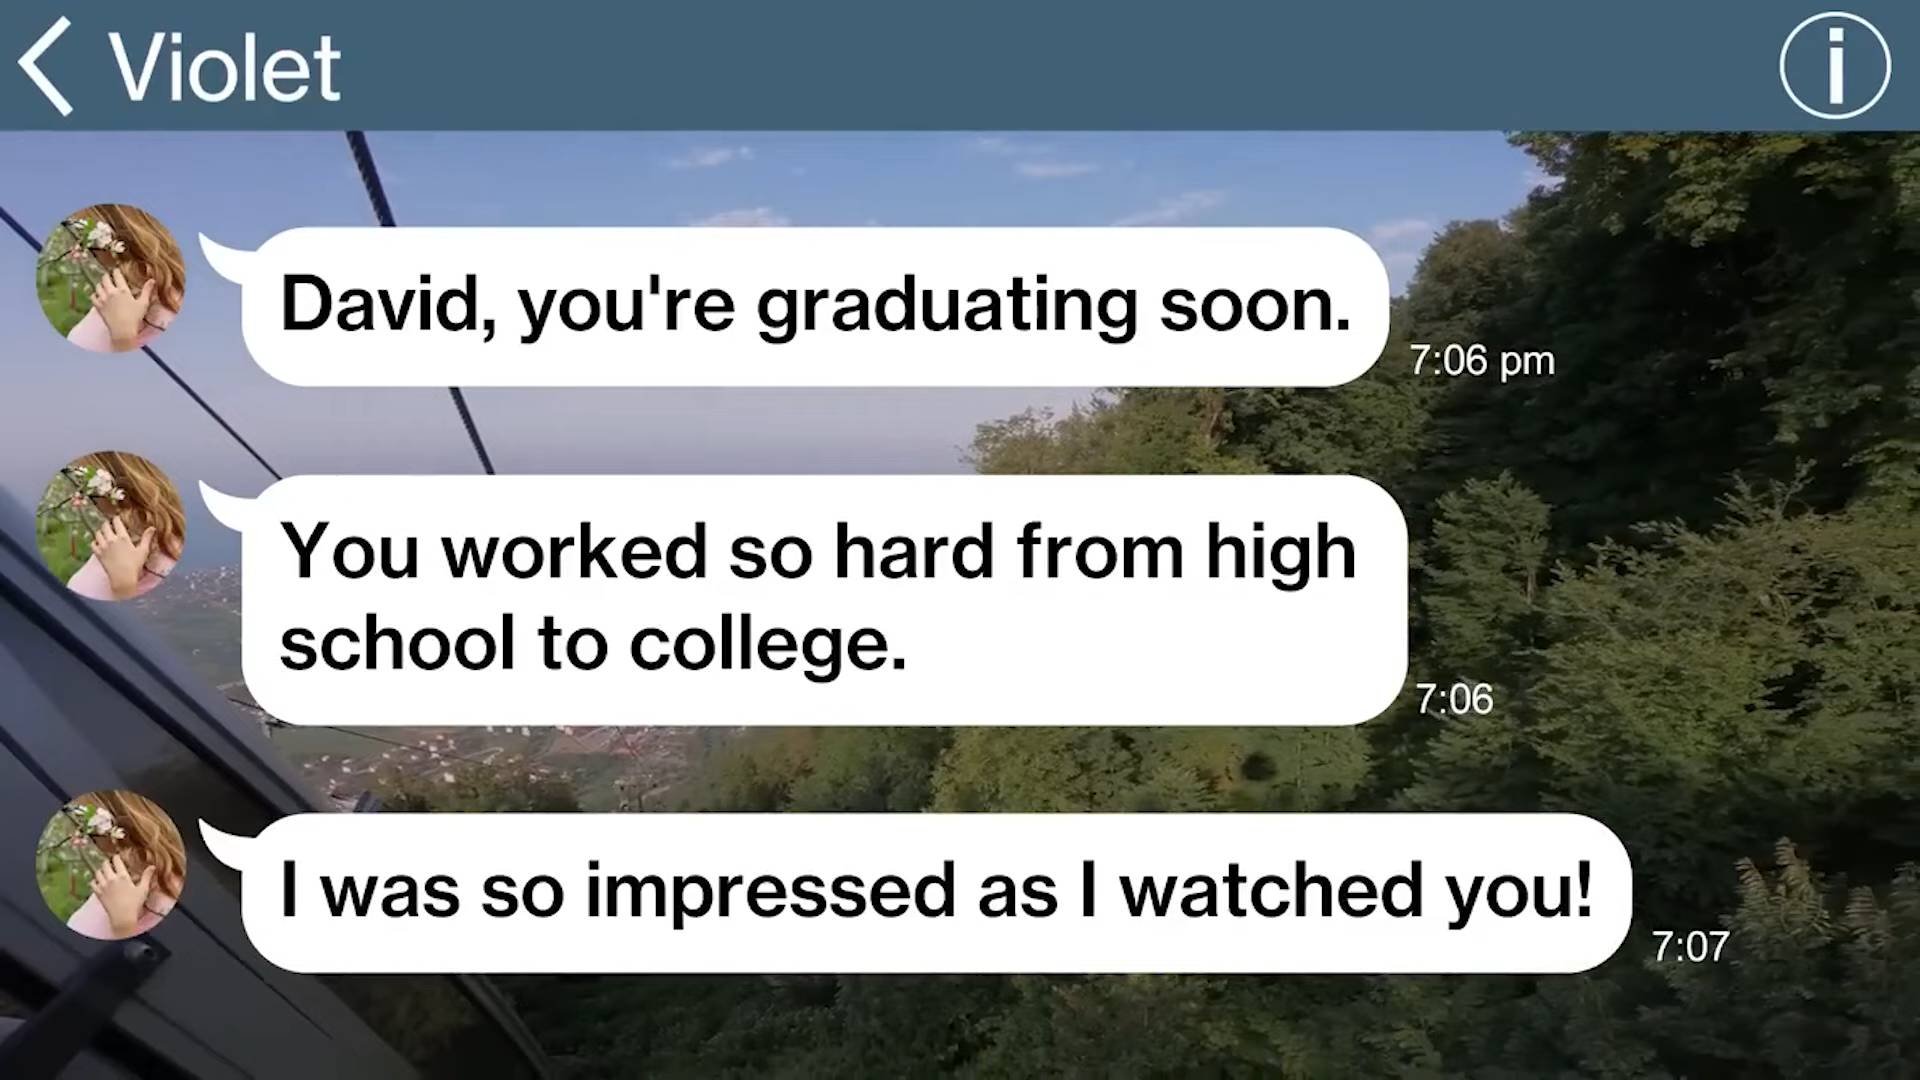 Violet
David, you're graduating soon.
7:06 pm
You worked so hard from high
school to college.
7:06
I was so impressed as I watched you!
7:07